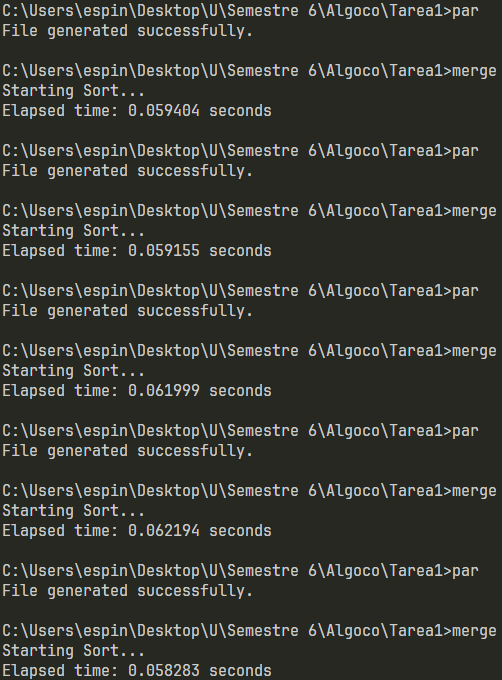 C:\Users\espin\Desktop\U\Semestre 6\Algoco\Tarea1>par
File generated successfully.
C:\Users\espin\Desktop\U\Semestre 6\Algoco\Tarea1>merge
Starting Sort...
Elapsed time: 0.059404 seconds
C:\Users\espin\Desktop\U\Semestre 6\Algoco\Tarea1>par
File generated successfully.
C:\Users\espin\Desktop\U\Semestre 6\Algoco\Tarea1>merge
Starting Sort...
Elapsed time: 0.059155 seconds
C:\Users\espin\Desktop\U\Semestre 6\Algoco\Tarea1>par
File generated successfully.
C:\Users\espin\Desktop\U\Semestre 6\Algoco\Tarea1>merge
Starting Sort...
Elapsed time: 0.061999 seconds
C:\Users\espin\Desktop\U\Semestre 6\Algoco\Tarea1>par
File generated successfully.
C:\Users\espin\Desktop\U\Semestre 6\Algoco\Tarea1>merge
Starting Sort...
Elapsed time: 0.062194 seconds
C:\Users\espin\Desktop\U\Semestre 6\Algoco\Tarea1>par
File generated successfully.
C:\Users\espin\Desktop\U\Semestre 6\Algoco\Tarea1>merge
Starting Sort...
Elapsed time: 0.058283 seconds